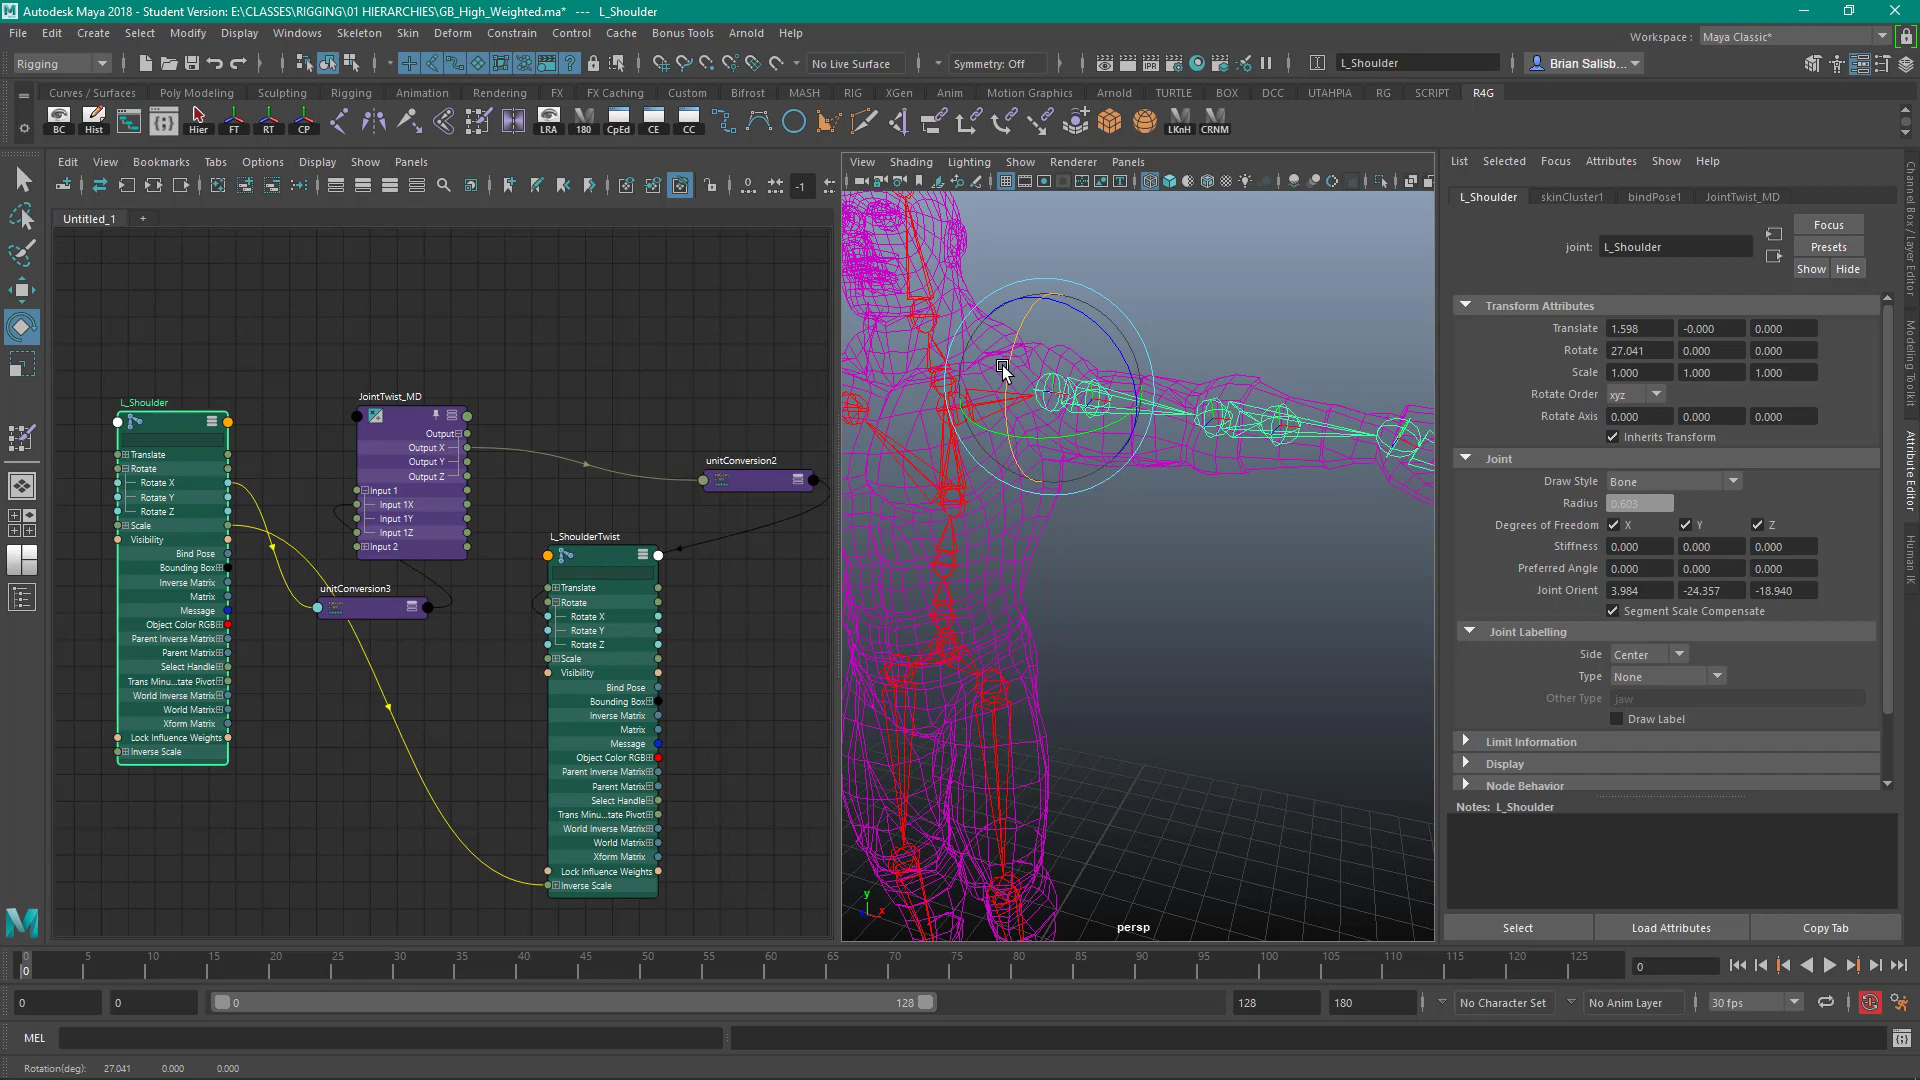 Autodesk Maya 2018 - Student Version: E:\CLASSES\RIGGING\01 HIERARCHIES\GB_High_Weighted.ma* --- L_Shoulder
File Edit Create Select Modify Display Windows Skeleton Skin Deform Constrain Control Cache Bonus Tools Arnold Help
Workspace : Maya Classic*
Rigging
No Live Surface
Symmetry: Off
L_Shoulder
Brian Salisb...
Curves / Surfaces Poly Modeling Sculpting Rigging Animation Rendering FX FX Caching Custom Bifrost MASH RIG XGen Anim Motion Graphics Arnold TURTLE BOX DCC UTAHPIA RG SCRIPT R4G
BC Hist Hier FT RT CP LRA 180 CpEd CE CC LKnH CRNM
Edit View Bookmarks Tabs Options Display Show Panels
-1
Untitled_1 +
L_Shoulder
Translate
Rotate
Rotate X
Rotate Y
Rotate Z
Scale
Visibility
Bind Pose
Bounding Box
Inverse Matrix
Matrix
Message
Object Color RGB
Parent Inverse Matrix
Parent Matrix
Select Handle
Trans Minu...tate Pivot
World Inverse Matrix
World Matrix
Xform Matrix
Lock Influence Weights
Inverse Scale
JointTwist_MD
Output
Output X
Output Y
Output Z
Input 1
Input 1X
Input 1Y
Input 1Z
Input 2
unitConversion3
unitConversion2
L_ShoulderTwist
Translate
Rotate
Rotate X
Rotate Y
Rotate Z
Scale
Visibility
Bind Pose
Bounding Box
Inverse Matrix
Matrix
Message
Object Color RGB
Parent Inverse Matrix
Parent Matrix
Select Handle
Trans Minu...tate Pivot
World Inverse Matrix
World Matrix
Xform Matrix
Lock Influence Weights
Inverse Scale
View Shading Lighting Show Renderer Panels
y
x
persp
List Selected Focus Attributes Show Help
L_Shoulder skinCluster1 bindPose1 JointTwist_MD
joint: L_Shoulder
Focus
Presets
Show Hide
Transform Attributes
Translate 1.598 -0.000 0.000
Rotate 27.041 0.000 0.000
Scale 1.000 1.000 1.000
Rotate Order xyz
Rotate Axis 0.000 0.000 0.000
Inherits Transform
Joint
Draw Style Bone
Radius 0.603
Degrees of Freedom X Y Z
Stiffness 0.000 0.000 0.000
Preferred Angle 0.000 0.000 0.000
Joint Orient 3.984 -24.357 -18.940
Segment Scale Compensate
Joint Labelling
Side Center
Type None
Other Type jaw
Draw Label
Limit Information
Display
Node Behavior
Notes: L_Shoulder
Select Load Attributes Copy Tab
Channel Box / Layer Editor
Modeling Toolkit
Attribute Editor
Human IK
0 5 10 15 20 25 30 35 40 45 50 55 60 65 70 75 80 85 90 95 100 105 110 115 120 125
0
0
0 0 0 128 128 180 No Character Set No Anim Layer 30 fps
MEL
Rotation(deg): 27.041 0.000 0.000